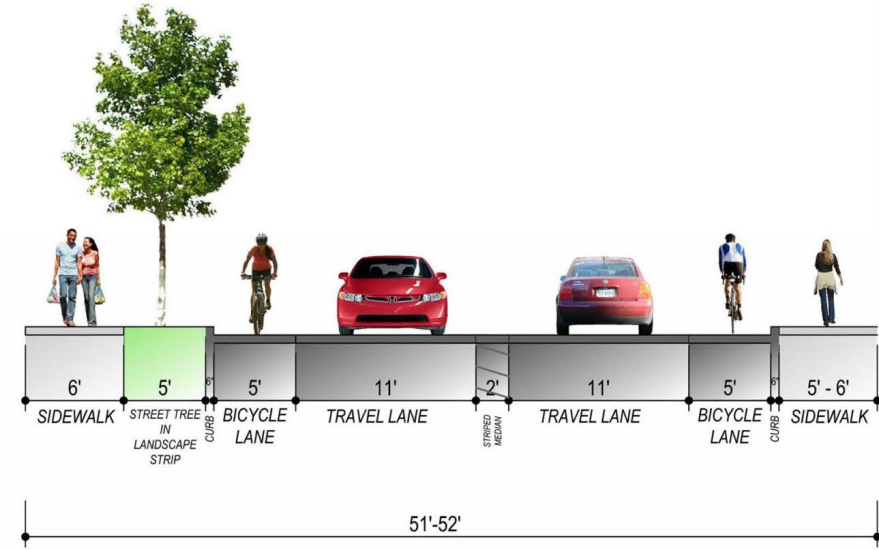 6'
5'
6"
5'
11'
2'
11'
5'
6"
5' - 6'
SIDEWALK
STREET TREE
IN
LANDSCAPE
STRIP
CURB
BICYCLE
LANE
TRAVEL LANE
STRIPED
MEDIAN
TRAVEL LANE
BICYCLE
LANE
CURB
SIDEWALK
51'-52'